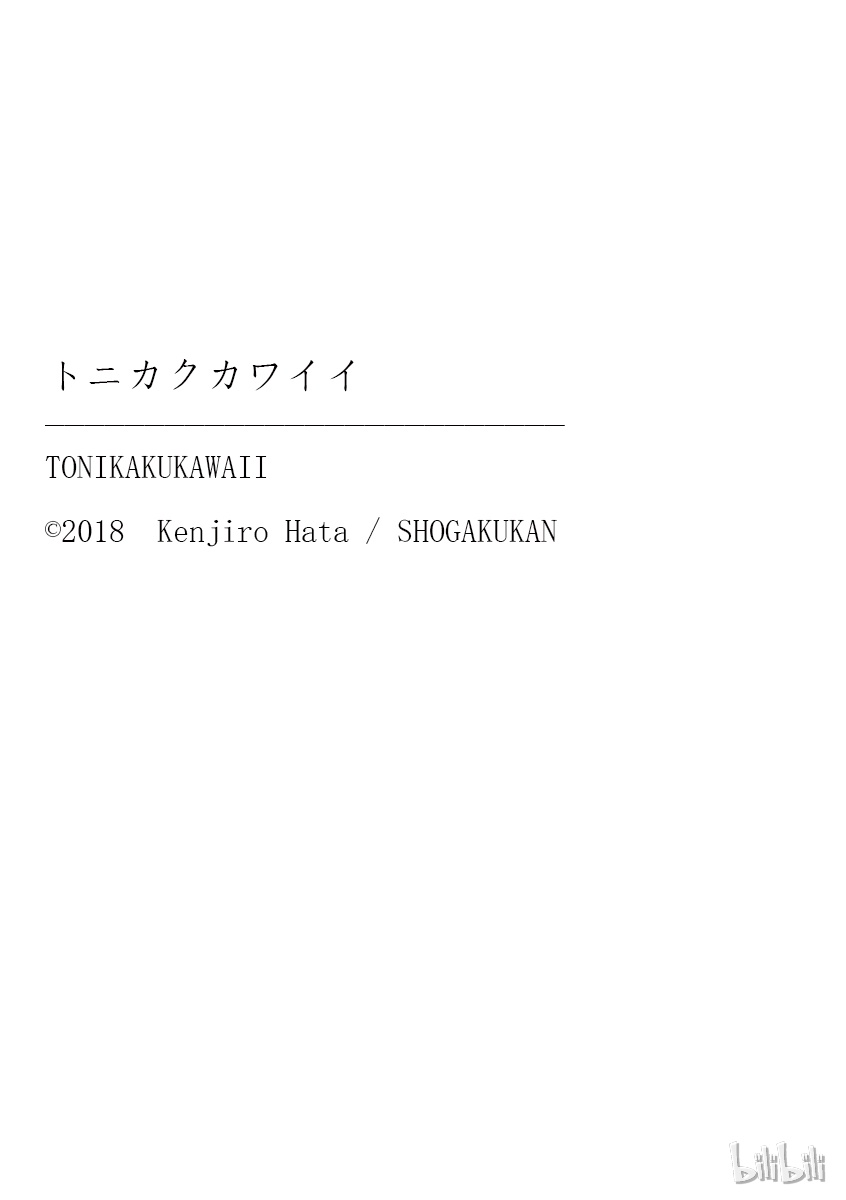 トニカクカワイイ
TONIKAKUKAWAII
©2018 Kenjiro Hata / SHOGAKUKAN
bilibili